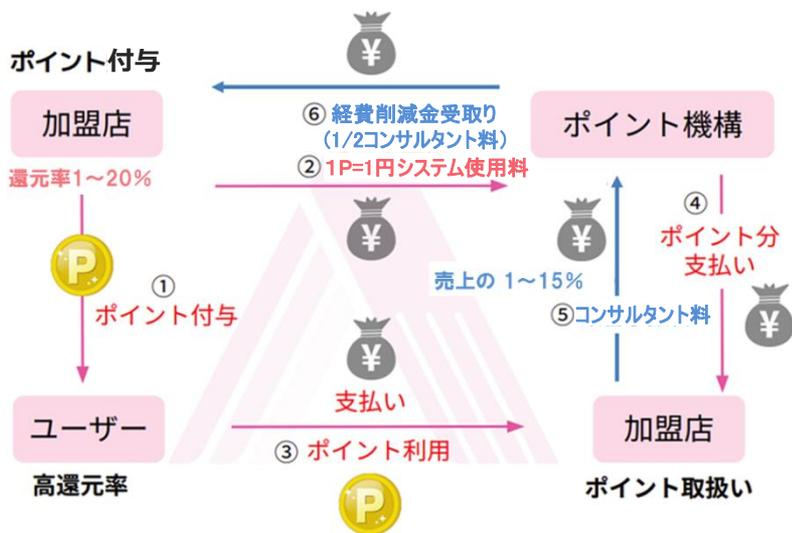 ポイント付与
加盟店
還元率1～20%
¥
⑥ 経費削減金受取り
(1/2コンサルタント料)
② 1P=1円システム使用料
¥
ポイント機構
P
①
ポイント付与
¥
売上の 1～15%
⑤コンサルタント料
④
ポイント分
支払い
¥
ユーザー
高還元率
¥
支払い
③ ポイント利用
P
加盟店
ポイント取扱い